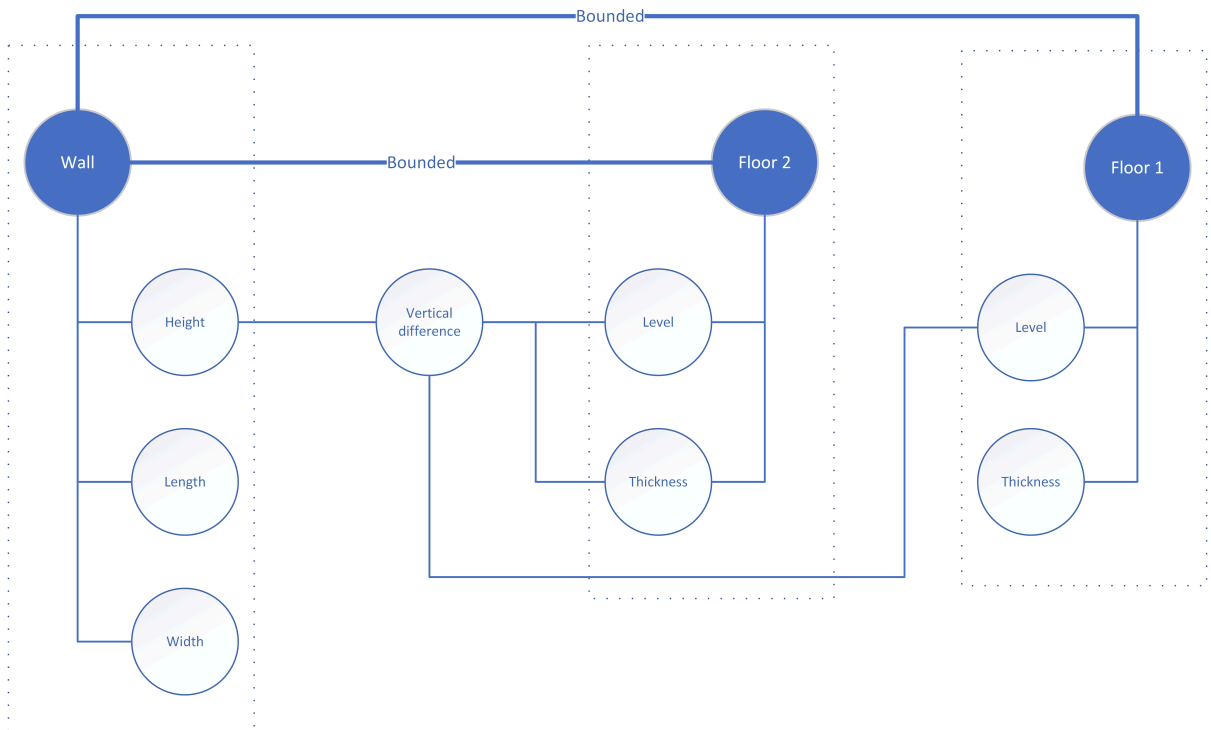 Bounded
Wall
Bounded
Floor 2
Floor 1
Height
Vertical
difference
Level
Level
Length
Thickness
Thickness
Width